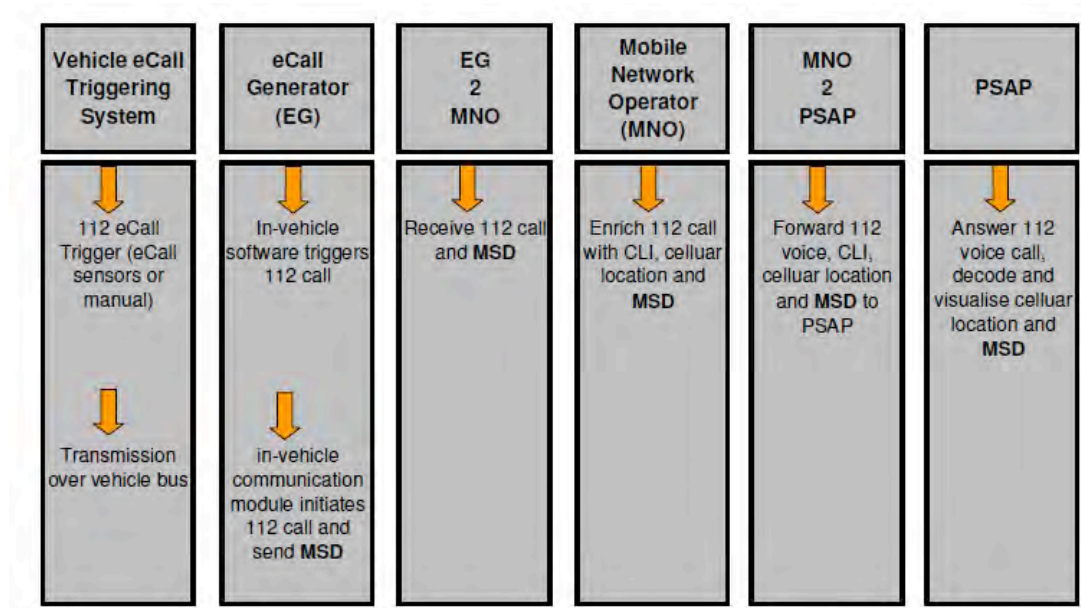 Vehicle eCall
Triggering
System
eCall
Generator
(EG)
EG
2
MNO
Mobile
Network
Operator
(MNO)
MNO
2
PSAP
PSAP
112 eCall
Trigger (eCall
sensors or
manual)
Transmission
over vehicle bus
In-vehicle
software triggers
112 call
in-vehicle
communication
module initiates
112 call and
send MSD
Receive 112 call
and MSD
Enrich 112 call
with CLI, celluar
location and
MSD
Forward 112
voice, CLI,
celluar location
and MSD to
PSAP
Answer 112
voice call,
decode and
visualise celluar
location and
MSD